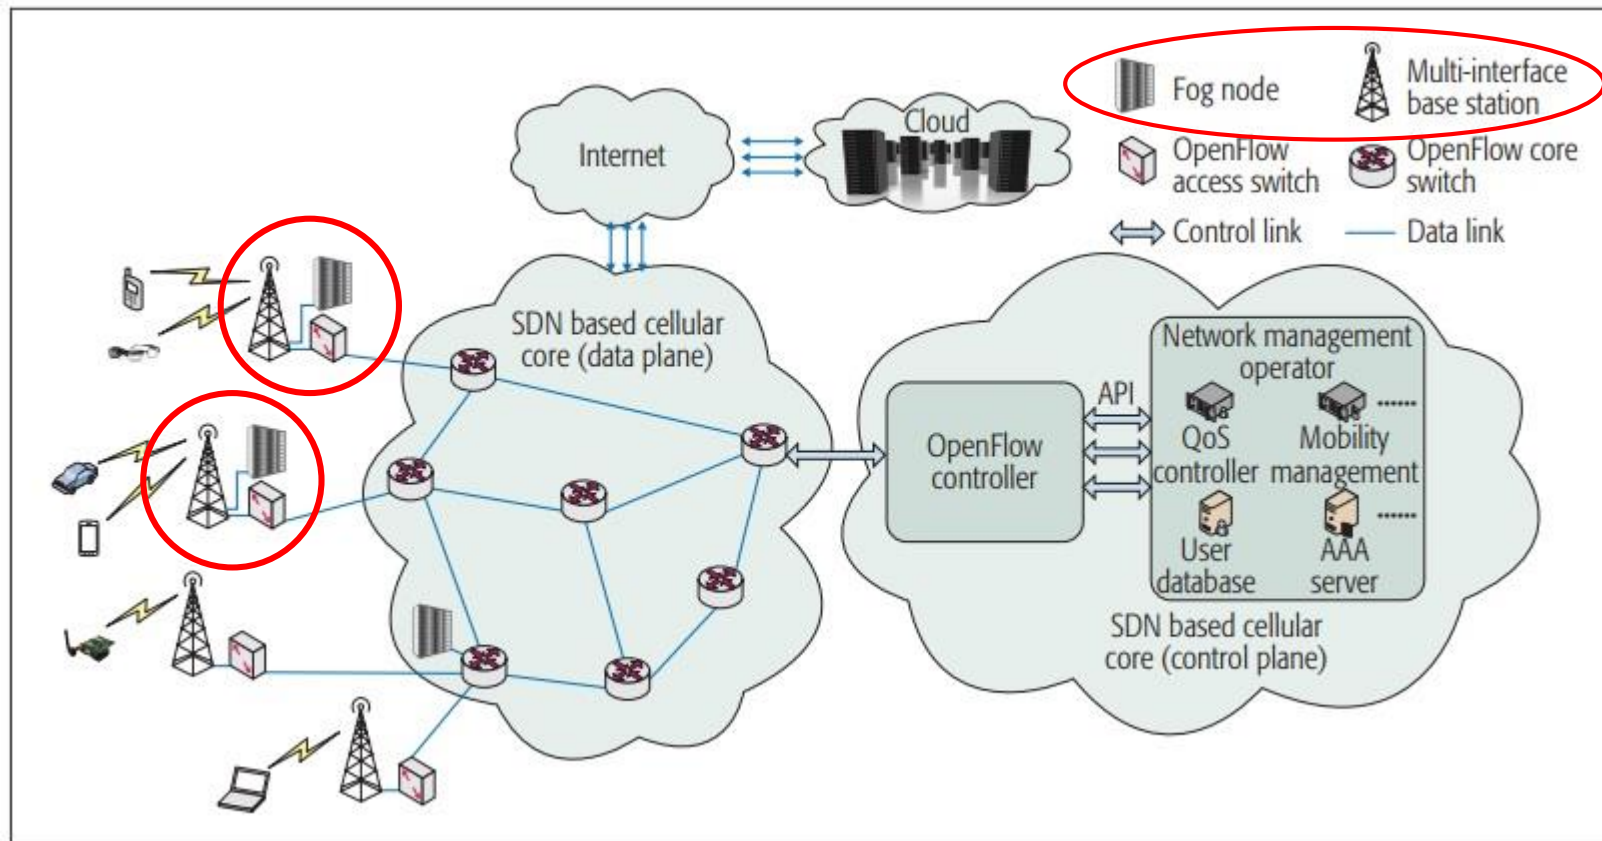 Fog node
Multi-interface
base station
OpenFlow
access switch
OpenFlow core
switch
Control link
Data link
Internet
Cloud
SDN based cellular
core (data plane)
OpenFlow
controller
API
Network management
operator
QoS
controller
Mobility
management
......
User
database
AAA
server
......
SDN based cellular
core (control plane)